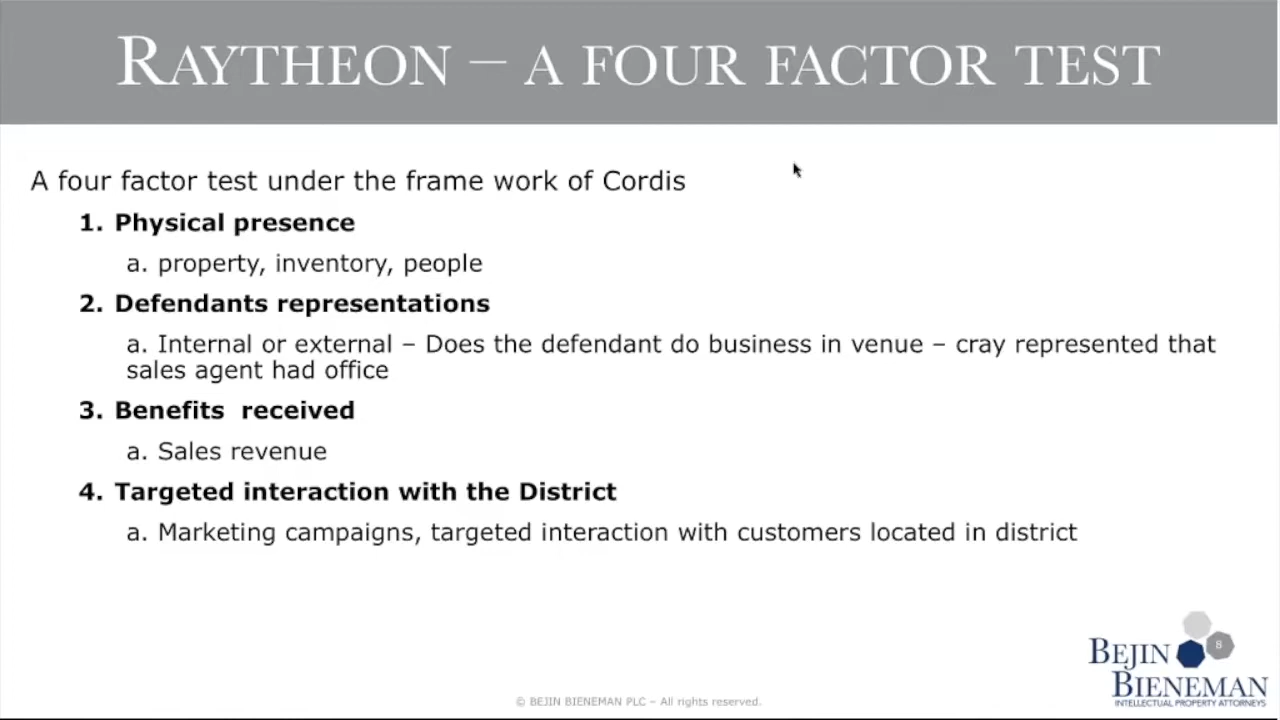 RAYTHEON – A FOUR FACTOR TEST
A four factor test under the frame work of Cordis
1. Physical presence
a. property, inventory, people
2. Defendants representations
a. Internal or external – Does the defendant do business in venue – cray represented that
sales agent had office
3. Benefits  received
a. Sales revenue
4. Targeted interaction with the District
a. Marketing campaigns, targeted interaction with customers located in district
8
BEJIN
BIENEMAN
INTELLECTUAL PROPERTY ATTORNEYS
© BEJIN BIENEMAN PLC – All rights reserved.